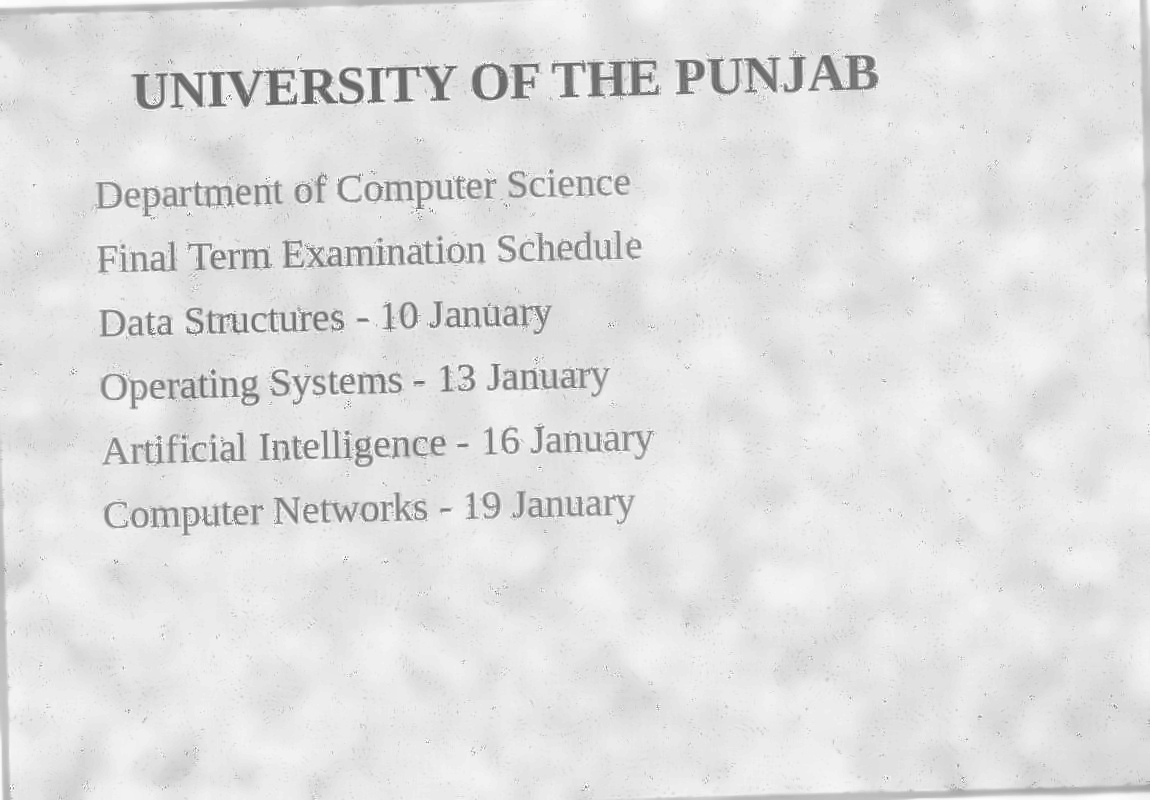 UNIVERSITY OF THE PUNJAB
Department of Computer Science
Final Term Examination Schedule
Data Structures - 10 January
Operating Systems - 13 January
Artificial Intelligence - 16 January
Computer Networks - 19 January